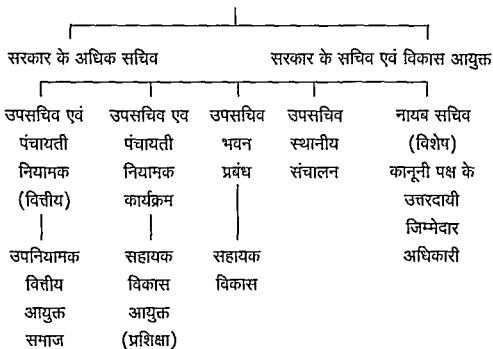 सरकार के अधिक सचिव
सरकार के सचिव एवं विकास आयुक्त
उपसचिव एवं
पंचायती
नियामक
(वित्तीय)
उपसचिव एव
पंचायती
नियामक
कार्यक्रम
उपसचिव
भवन
प्रबंध
उपसचिव
स्थानीय
संचालन
नायब सचिव
(विशेष)
कानूनी पक्ष के
उत्तरदायी
जिम्मेदार
अधिकारी
उपनियामक
वित्तीय
आयुक्त
समाज
सहायक
विकास
आयुक्त
(प्रशिक्षा)
सहायक
विकास